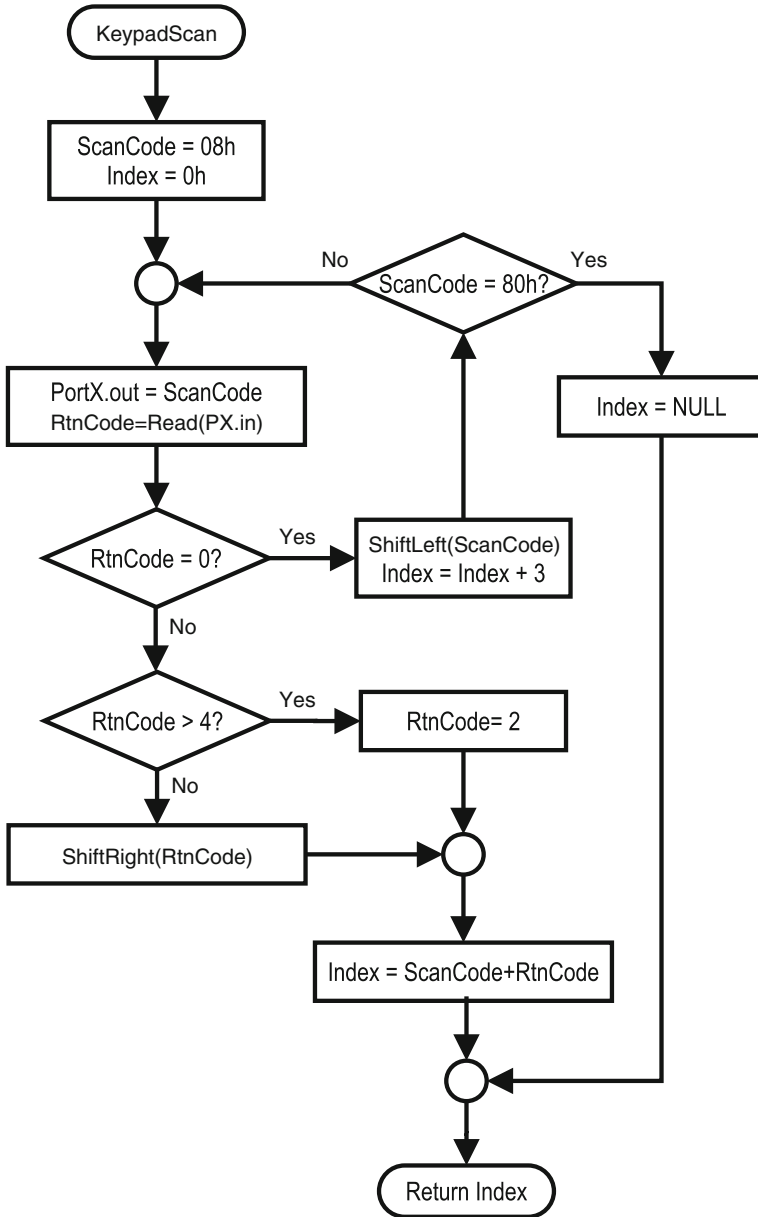 KeypadScan
ScanCode = 08h
Index = 0h
No
ScanCode = 80h?
Yes
PortX.out = ScanCode
RtnCode=Read(PX.in)
Index = NULL
RtnCode = 0?
Yes
ShiftLeft(ScanCode)
Index = Index + 3
No
RtnCode > 4?
Yes
RtnCode= 2
No
ShiftRight(RtnCode)
Index = ScanCode+RtnCode
Return Index